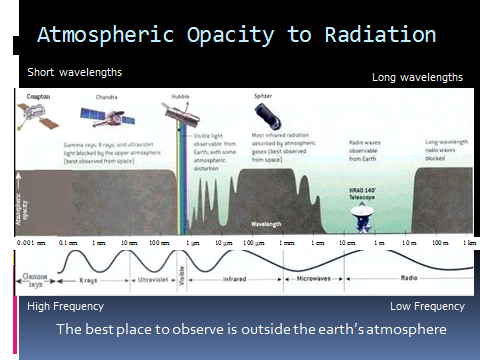 Atmospheric Opacity to Radiation
Short wavelengths
Long wavelengths
Compton
Chandra
Hubble
Spitzer
Gamma rays, X rays, and ultraviolet
light blocked by the upper atmosphere
(best observed from space)
Visible light
observable from
Earth, with some
atmospheric
distortion
Most infrared radiation
absorbed by atmospheric
gases (best observed
from space)
Radio waves
observable
from Earth
Long-wavelength
radio waves
blocked
Atmospheric
opacity
Wavelength
NRAO 140'
Telescope
0.001 nm 0.1 nm 1 nm 10 nm 100 nm 1 μm 10 μm 100 μm 1 mm 1 cm 10 cm 1 m 10 m 100 m 1 km
Gamma
rays
X rays
Ultraviolet
Visible
Infrared
Microwaves
Radio
High Frequency
Low Frequency
The best place to observe is outside the earth's atmosphere